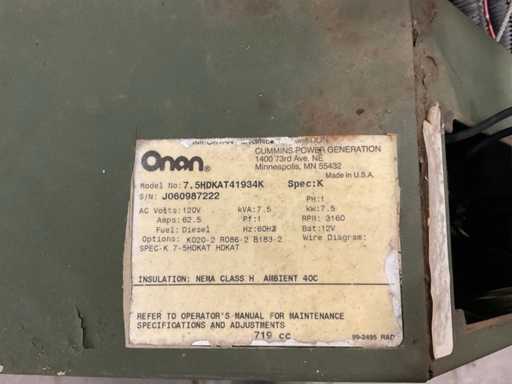 CUMMINS POWER GENERATION
Onan® 1400 73rd Ave. NE
Minneapolis, MN 55432
Made in U.S.A.
Model No: 7.5HDKAT41934K Spec:K
S/N: J060987222 PH:1
AC Volts: 120V kVA: 7.5 kW: 7.5
Amps: 62.5 Pf: 1 RPM: 3160
Fuel: Diesel Hz: 60HZ Bat: 12V
Options: K020-2 R086-2 B183-2 Wire Diagram:
SPEC-K 7-5HDKAT HDKAT
INSULATION: NEMA CLASS H AMBIENT 40C
REFER TO OPERATOR'S MANUAL FOR MAINTENANCE
SPECIFICATIONS AND ADJUSTMENTS
719 cc